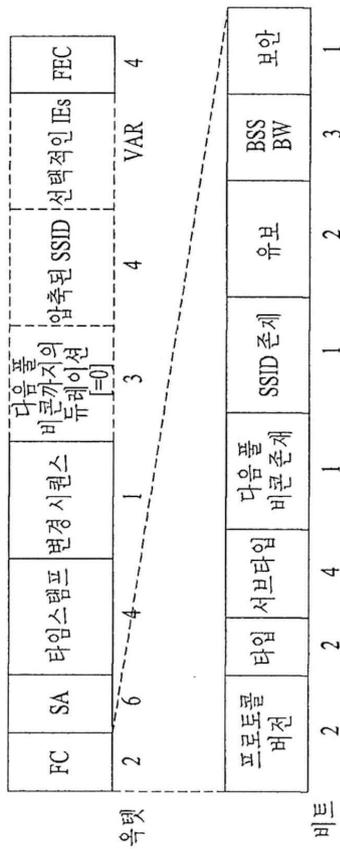 FC
SA
타임스탬프
변경 시퀀스
다음 풀
비콘까지의
듀레이션
[=0]
압축된 SSID
선택적인 IEs
FEC
옥텟
2
6
4
1
3
4
VAR
4
프로토콜
버전
타입
서브타입
다음 풀
비콘 존재
SSID 존재
유보
BSS
BW
보안
비트
2
2
4
1
1
2
3
1